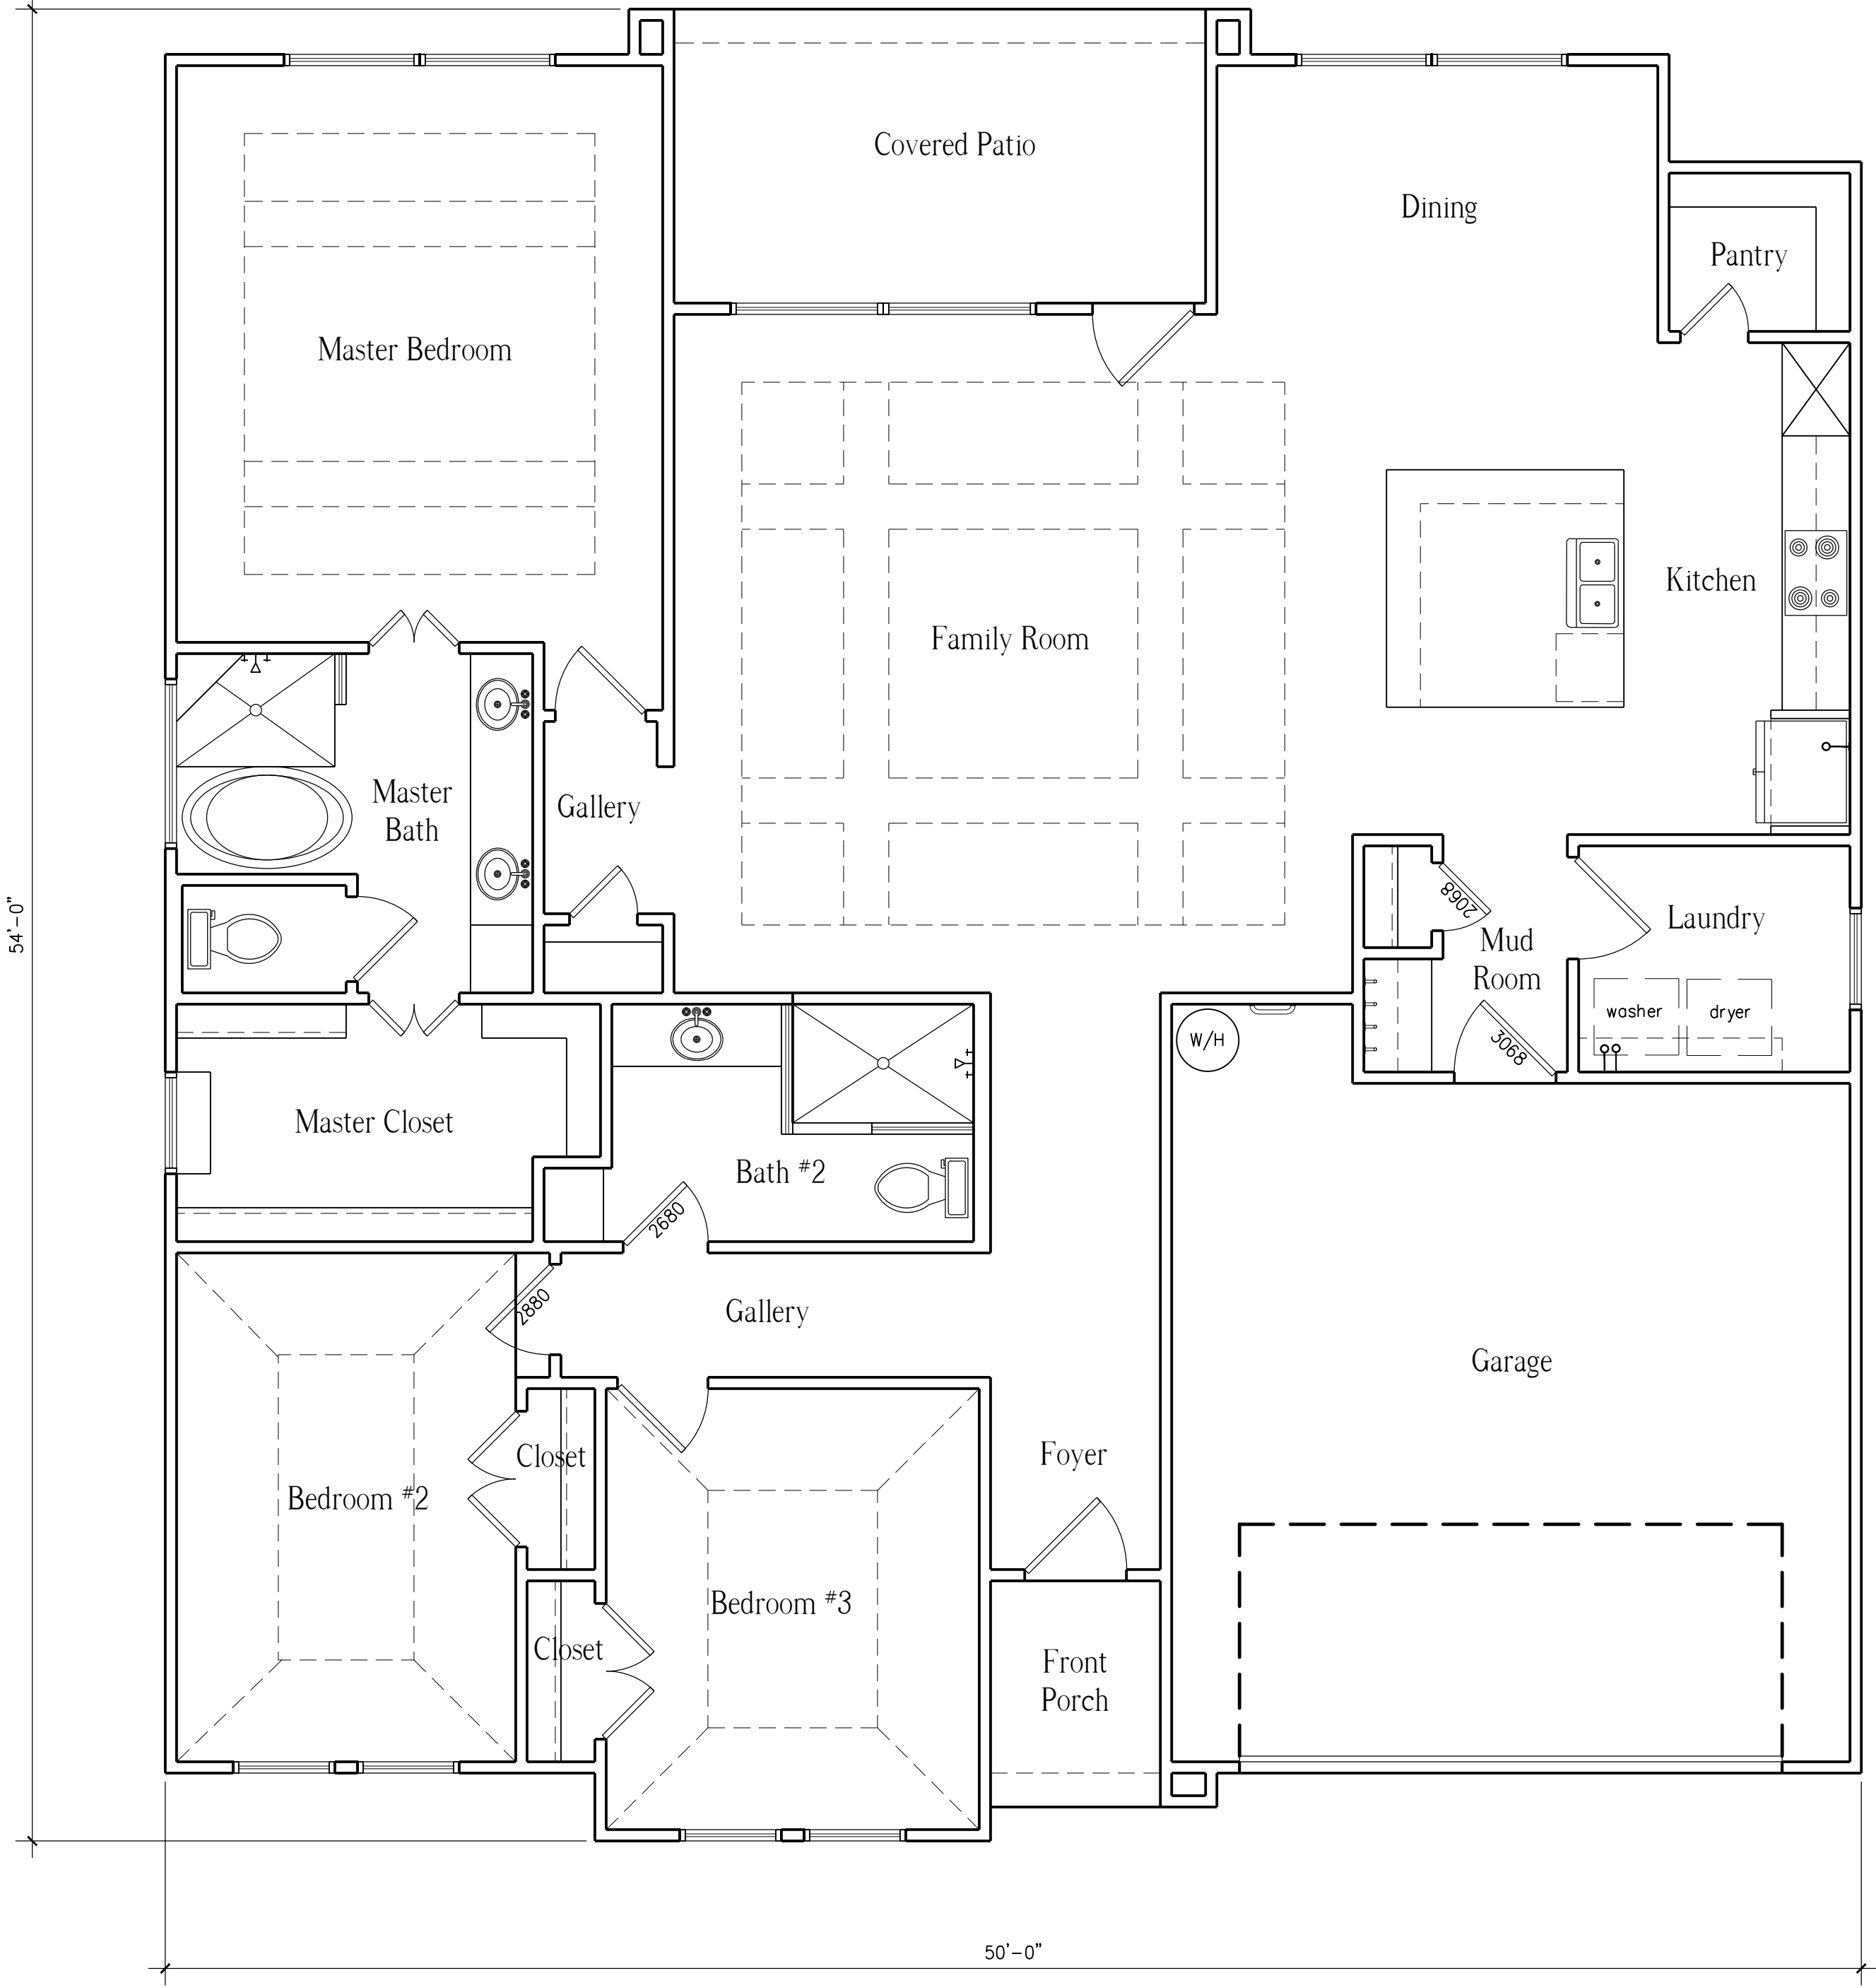 Covered Patio
Dining
Pantry
Master Bedroom
Kitchen
Family Room
Master
Bath
Gallery
2068
Laundry
Mud
Room
54'-0"
washer
dryer
W/H
3068
Master Closet
Bath #2
2680
2880
Gallery
Garage
Foyer
Closet
Bedroom #2
Bedroom #3
Closet
Front
Porch
50'-0"